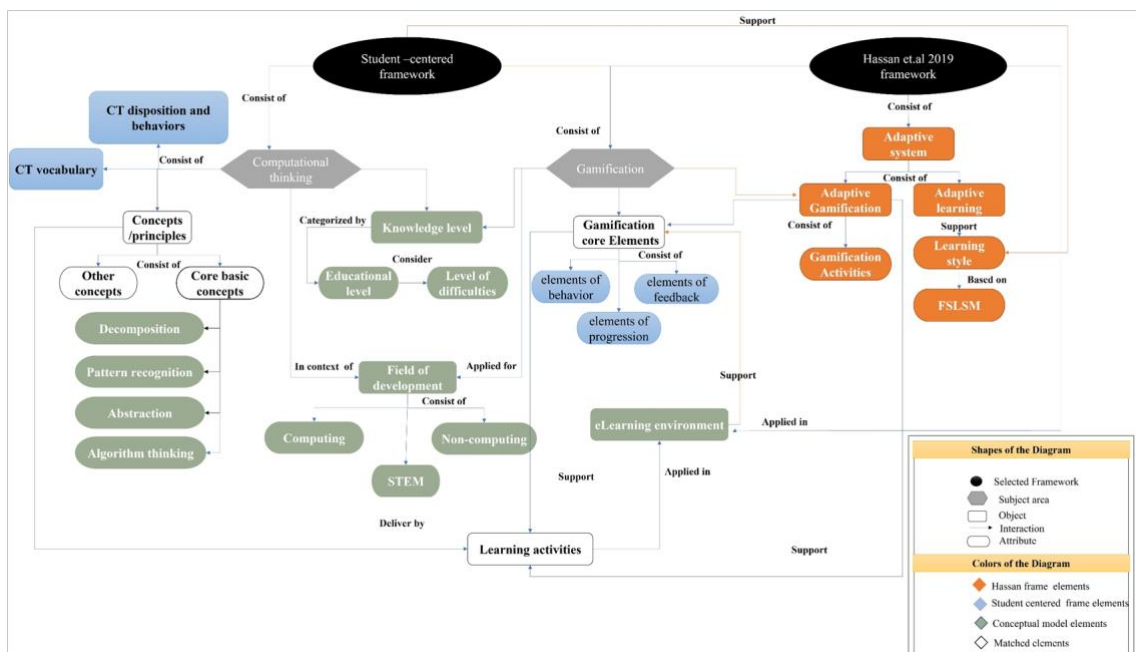 Support
Student –centered
framework
Hassan et.al 2019
framework
Consist of
Consist of
Consist of
CT disposition and
behaviors
Adaptive
system
CT vocabulary
Consist of
Computational
thinking
Gamification
Consist of
Adaptive
Gamification
Adaptive
learning
Concepts
/principles
Categorized by
Knowledge level
Gamification
core Elements
Consist of
Support
Other
concepts
Consist of
Core basic
concepts
Consider
Educational
level
Level of
difficulties
Consist of
elements of
behavior
elements of
feedback
elements of
progression
Gamification
Activities
Learning
style
Based on
FSLSM
Decomposition
Pattern recognition
Abstraction
Algorithm thinking
In context of
Field of
development
Applied for
Support
Consist of
Computing
Non-computing
STEM
eLearning environment
Applied in
Support
Applied in
Deliver by
Learning activities
Support
Shapes of the Diagram
Selected Framework
Subject area
Object
Interaction
Attribute
Colors of the Diagram
Hassan frame elements
Student centered frame elements
Conceptual model elements
Matched elements